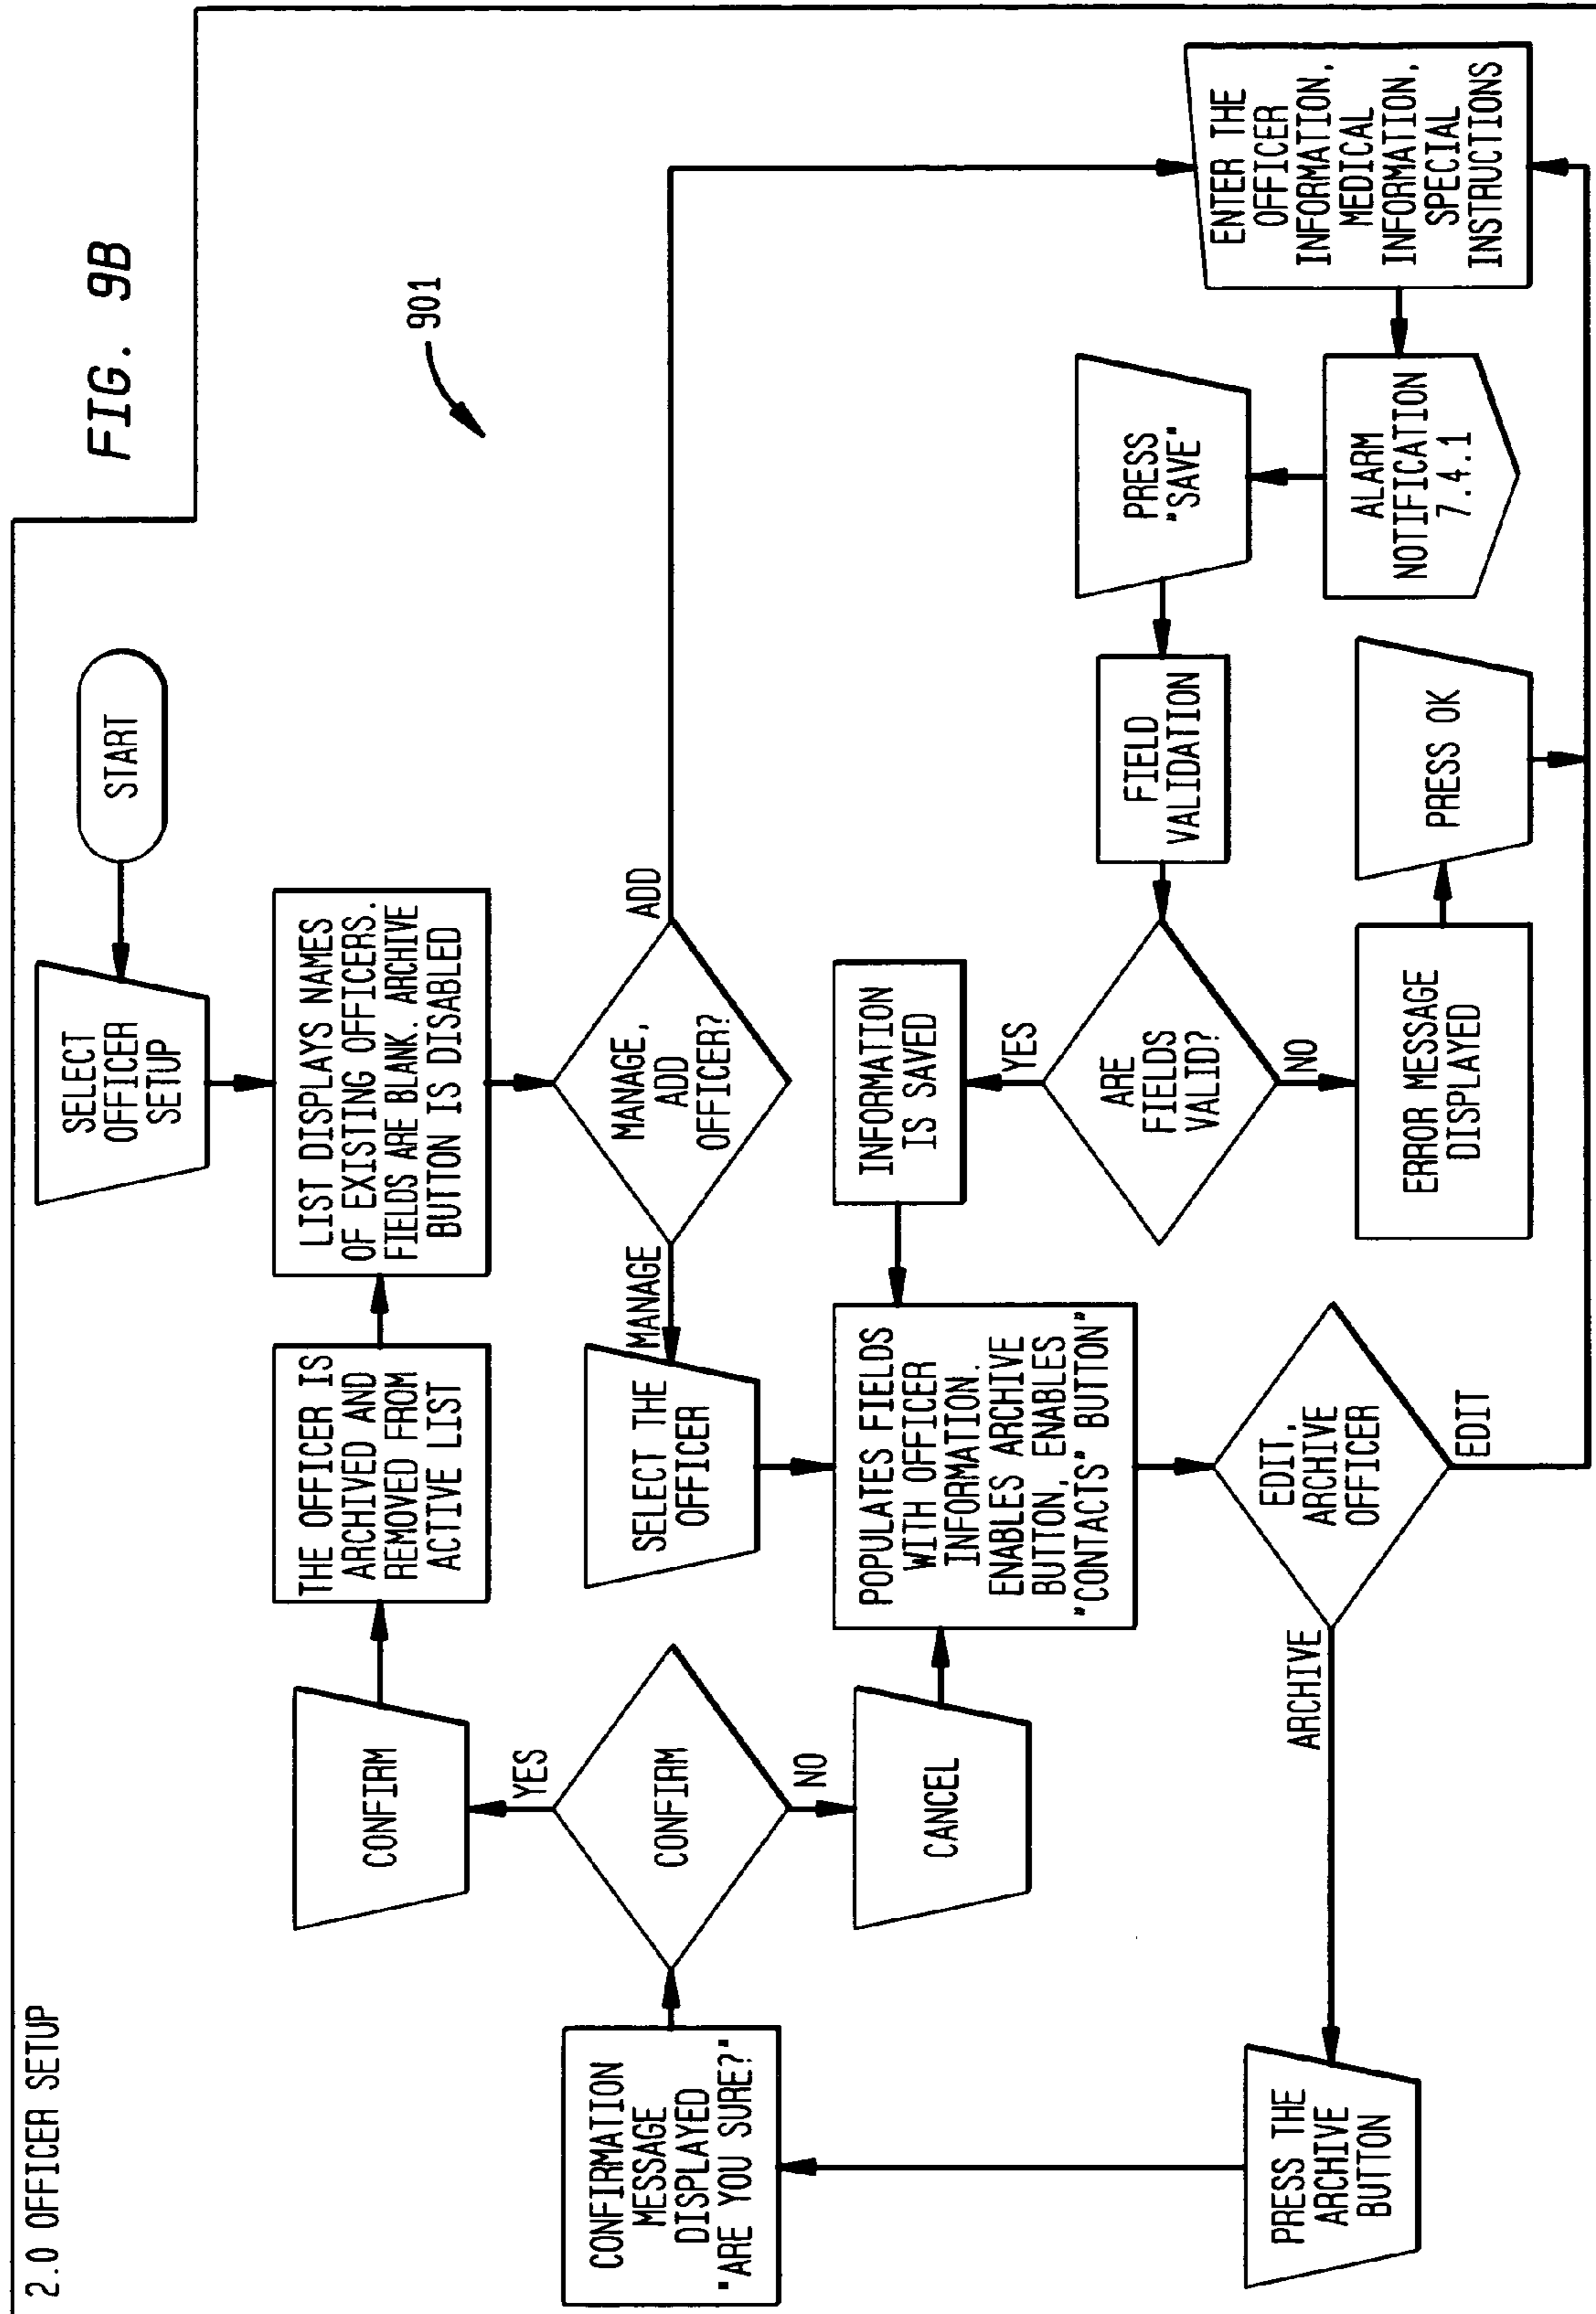 2.0 OFFICER SETUP
FIG. 9B
901
START
SELECT
OFFICER
SETUP
LIST DISPLAYS NAMES
OF EXISTING OFFICERS.
FIELDS ARE BLANK. ARCHIVE
BUTTON IS DISABLED
THE OFFICER IS
ARCHIVED AND
REMOVED FROM
ACTIVE LIST
CONFIRM
YES
CONFIRM
NO
CANCEL
CONFIRMATION
MESSAGE
DISPLAYED
"ARE YOU SURE?"
MANAGE,
ADD
OFFICER?
ADD
MANAGE
SELECT THE
OFFICER
POPULATES FIELDS
WITH OFFICER
INFORMATION.
ENABLES ARCHIVE
BUTTON, ENABLES
"CONTACTS" BUTTON"
INFORMATION
IS SAVED
YES
ARE
FIELDS
VALID?
NO
ERROR MESSAGE
DISPLAYED
FIELD
VALIDATION
PRESS
"SAVE"
PRESS OK
ALARM
NOTIFICATION
7.4.1
ENTER THE
OFFICER
INFORMATION,
MEDICAL
INFORMATION,
SPECIAL
INSTRUCTIONS
EDIT,
ARCHIVE
OFFICER
EDIT
ARCHIVE
PRESS THE
ARCHIVE
BUTTON